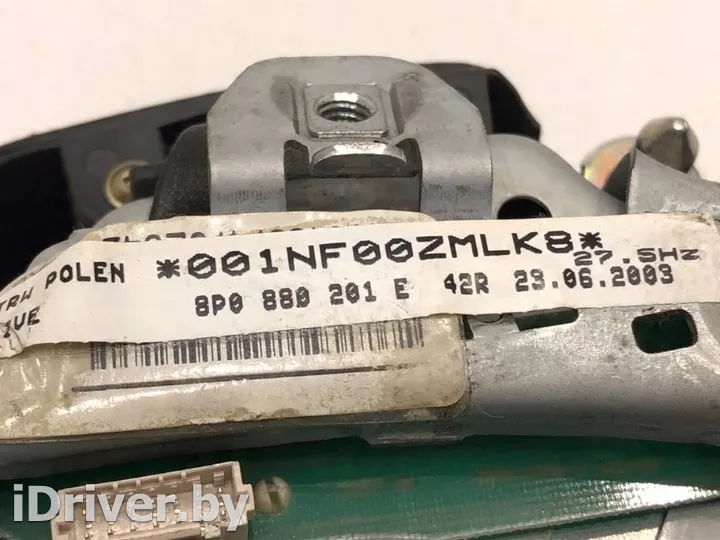 *001NF00ZMLK8*
TRW POLEN
27.5Hz
8P0 880 201 E 42R 23.06.2003
iDriver.by